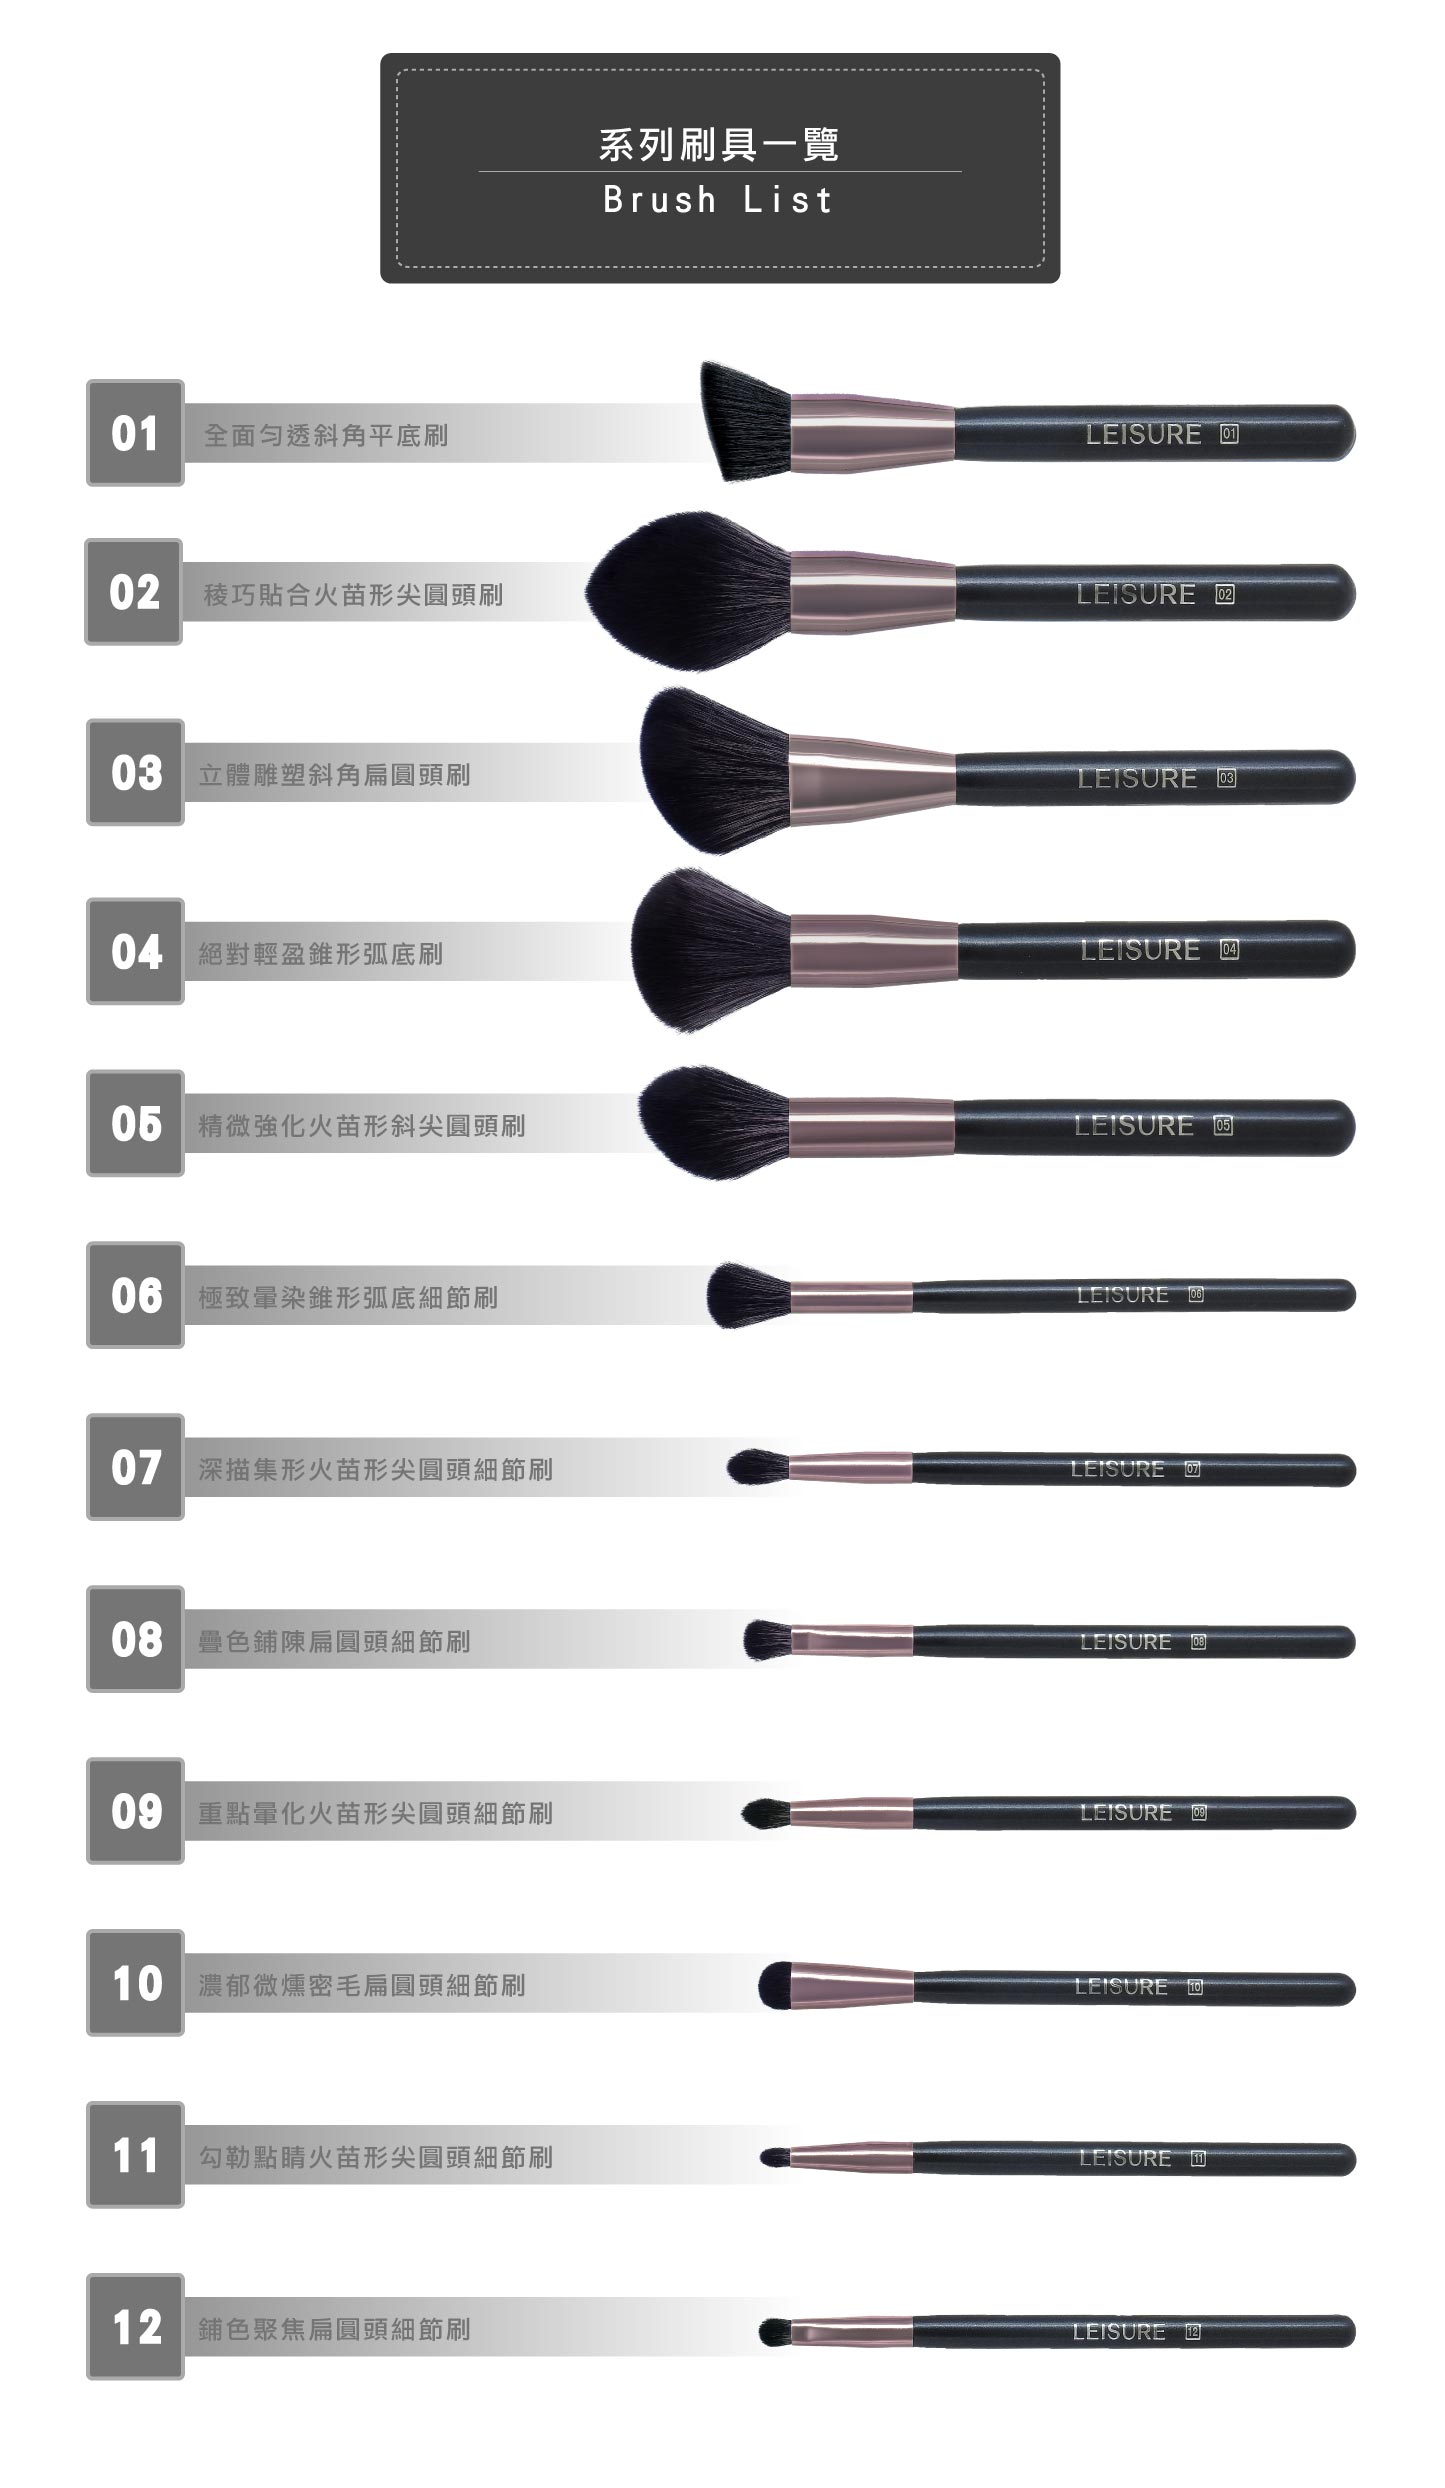 系列刷具一覽
Brush List
01 全面勻透斜角平底刷 LEISURE 01
02 稜巧貼合火苗形尖圓頭刷 LEISURE 02
03 立體雕塑斜角扁圓頭刷 LEISURE 03
04 絕對輕盈錐形弧底刷 LEISURE 04
05 精微強化火苗形斜尖圓頭刷 LEISURE 05
06 極致暈染錐形弧底細節刷 LEISURE 06
07 深描集形火苗形尖圓頭細節刷 LEISURE 07
08 疊色鋪陳扁圓頭細節刷 LEISURE 08
09 重點暈化火苗形尖圓頭細節刷 LEISURE 09
10 濃郁微燻密毛扁圓頭細節刷 LEISURE 10
11 勾勒點睛火苗形尖圓頭細節刷 LEISURE 11
12 鋪色聚焦扁圓頭細節刷 LEISURE 12